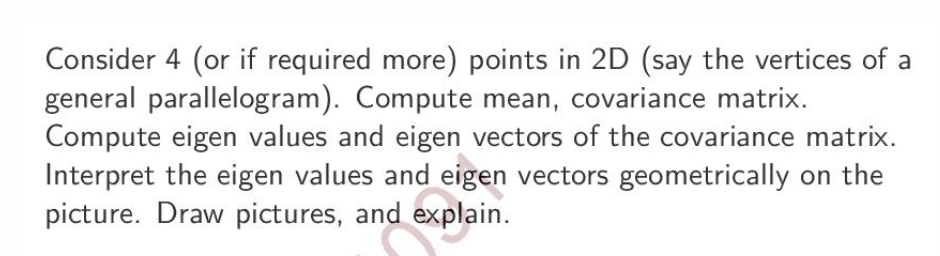 Consider 4 (or if required more) points in 2D (say the vertices of a
general parallelogram). Compute mean, covariance matrix.
Compute eigen values and eigen vectors of the covariance matrix.
Interpret the eigen values and eigen vectors geometrically on the
picture. Draw pictures, and explain.